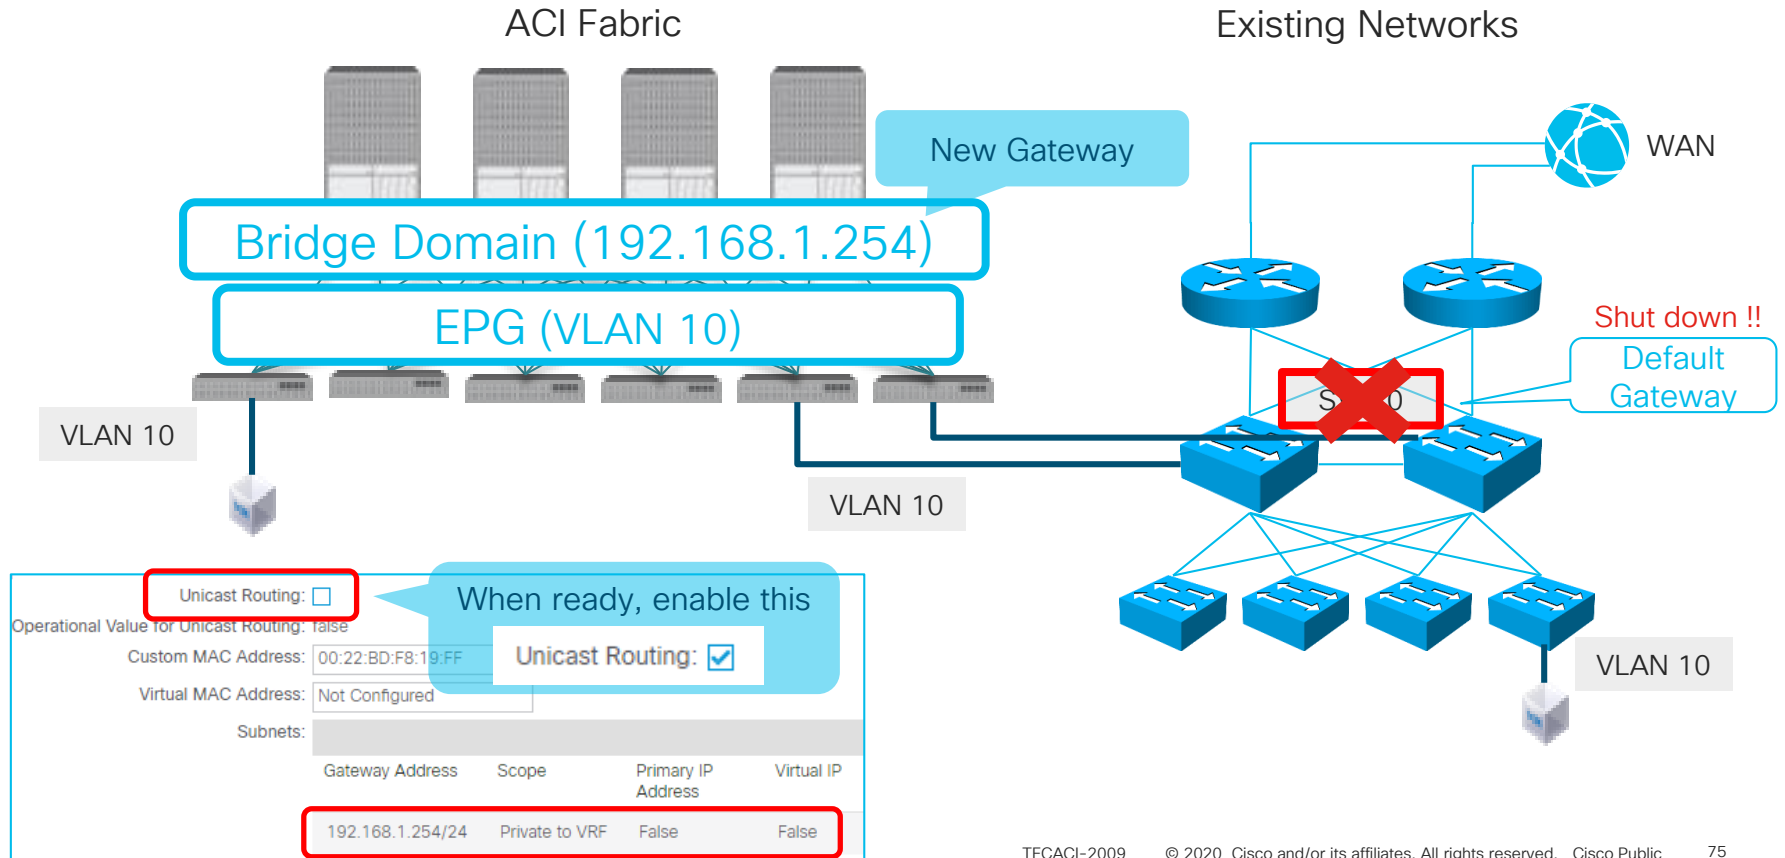 ACI Fabric
Existing Networks
New Gateway
WAN
Bridge Domain (192.168.1.254)
EPG (VLAN 10)
Shut down !!
Default
Gateway
VLAN 10
VLAN 10
Unicast Routing:
When ready, enable this
Operational Value for Unicast Routing: false
Custom MAC Address: 00:22:BD:F8:19:FF
Unicast Routing:
VLAN 10
Virtual MAC Address: Not Configured
Subnets:
Gateway Address Scope Primary IP Address Virtual IP
192.168.1.254/24 Private to VRF False False
TECACI-2009 © 2020 Cisco and/or its affiliates. All rights reserved. Cisco Public 75